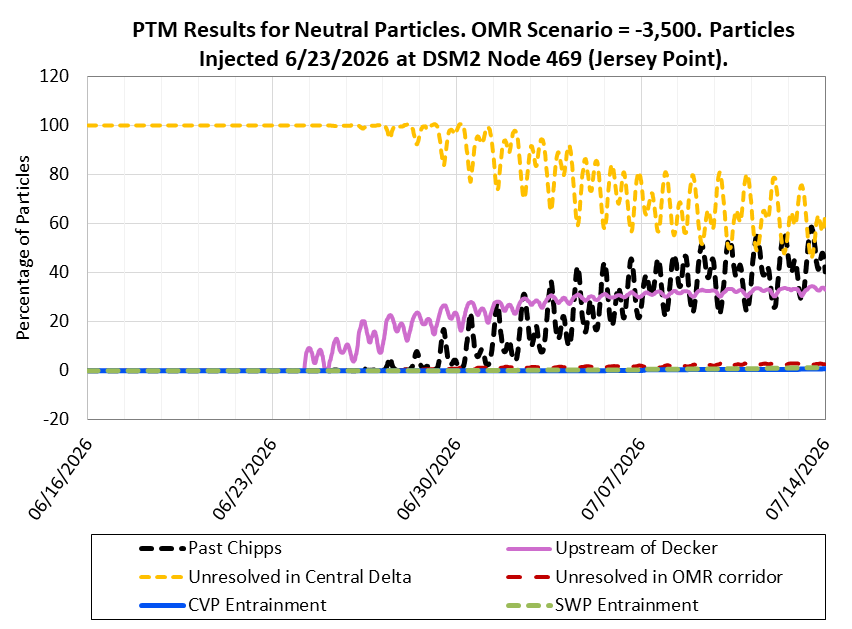 PTM Results for Neutral Particles. OMR Scenario = -3,500. Particles
Injected 6/23/2026 at DSM2 Node 469 (Jersey Point).
Percentage of Particles
120
100
80
60
40
20
0
-20
06/16/2026
06/23/2026
06/30/2026
07/07/2026
07/14/2026
Past Chipps
Upstream of Decker
Unresolved in Central Delta
Unresolved in OMR corridor
CVP Entrainment
SWP Entrainment